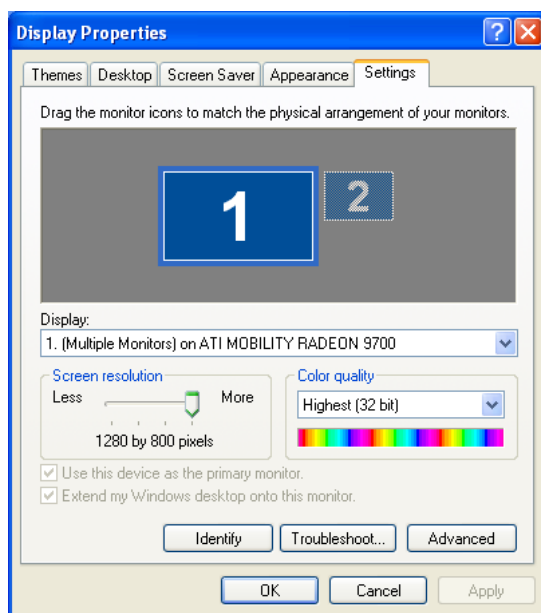 Display Properties
Themes Desktop Screen Saver Appearance Settings
Drag the monitor icons to match the physical arrangement of your monitors.
1 2
Display:
1. (Multiple Monitors) on ATI MOBILITY RADEON 9700
Screen resolution
Less More
1280 by 800 pixels
Color quality
Highest (32 bit)
Use this device as the primary monitor.
Extend my Windows desktop onto this monitor.
Identify Troubleshoot... Advanced
OK Cancel Apply